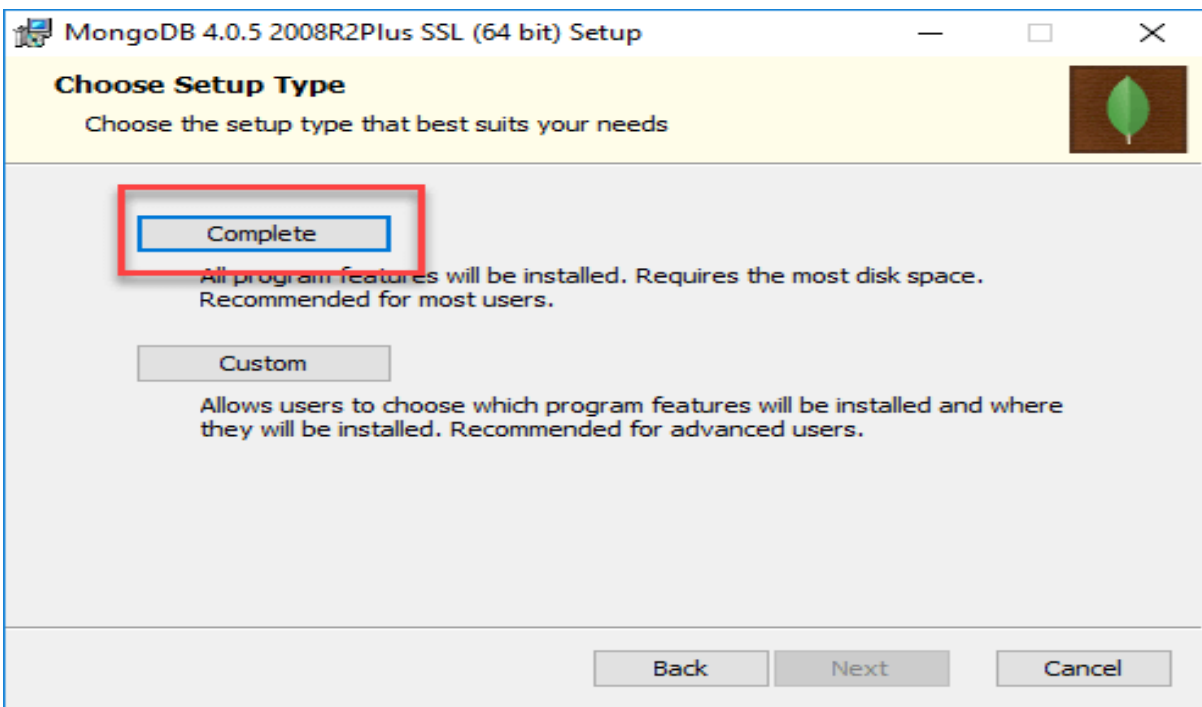 MongoDB 4.0.5 2008R2Plus SSL (64 bit) Setup
Choose Setup Type
Choose the setup type that best suits your needs
Complete
All program features will be installed. Requires the most disk space.
Recommended for most users.
Custom
Allows users to choose which program features will be installed and where
they will be installed. Recommended for advanced users.
Back
Next
Cancel